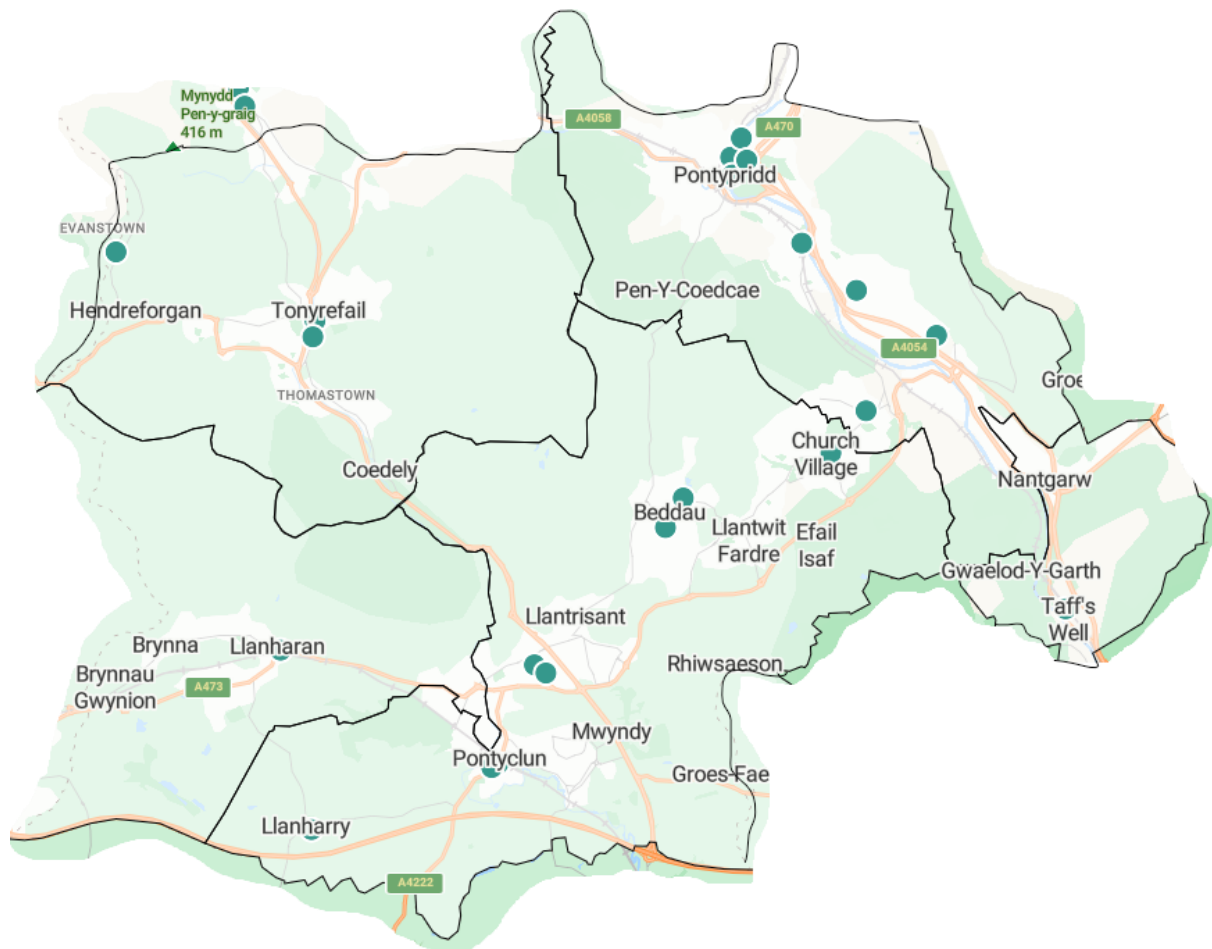 Mynydd
Pen-y-graig
416 m
A4058
A470
Pontypridd
EVANSTOWN
Pen-Y-Coedcae
Hendreforgan
Tonyrefail
A4054
Groe
THOMASTOWN
Church
Village
Coedely
Nantgarw
Beddau
Llantwit
Fardre
Efail
Isaf
Gwaelod-Y-Garth
Taff's
Well
Llantrisant
Brynna
Llanharan
Rhiwsaeson
Brynnau
Gwynion
A473
Mwyndy
Pontyclun
Groes-Fae
Llanharry
A4222